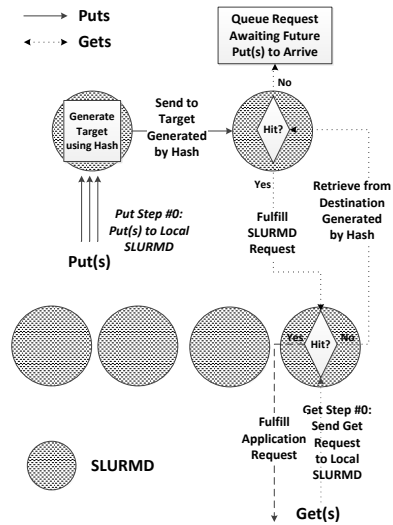 Puts
Gets
Queue Request
Awaiting Future
Put(s) to Arrive
No
Generate
Target
using Hash
Send to
Target
Generated
by Hash
Hit?
Yes
Retrieve from
Destination
Generated
by Hash
Put Step #0:
Put(s) to Local
SLURMD
Put(s)
Fulfill
SLURMD
Request
Yes
Hit?
No
Fulfill
Application
Request
Get Step #0:
Send Get
Request
to Local
SLURMD
SLURMD
Get(s)